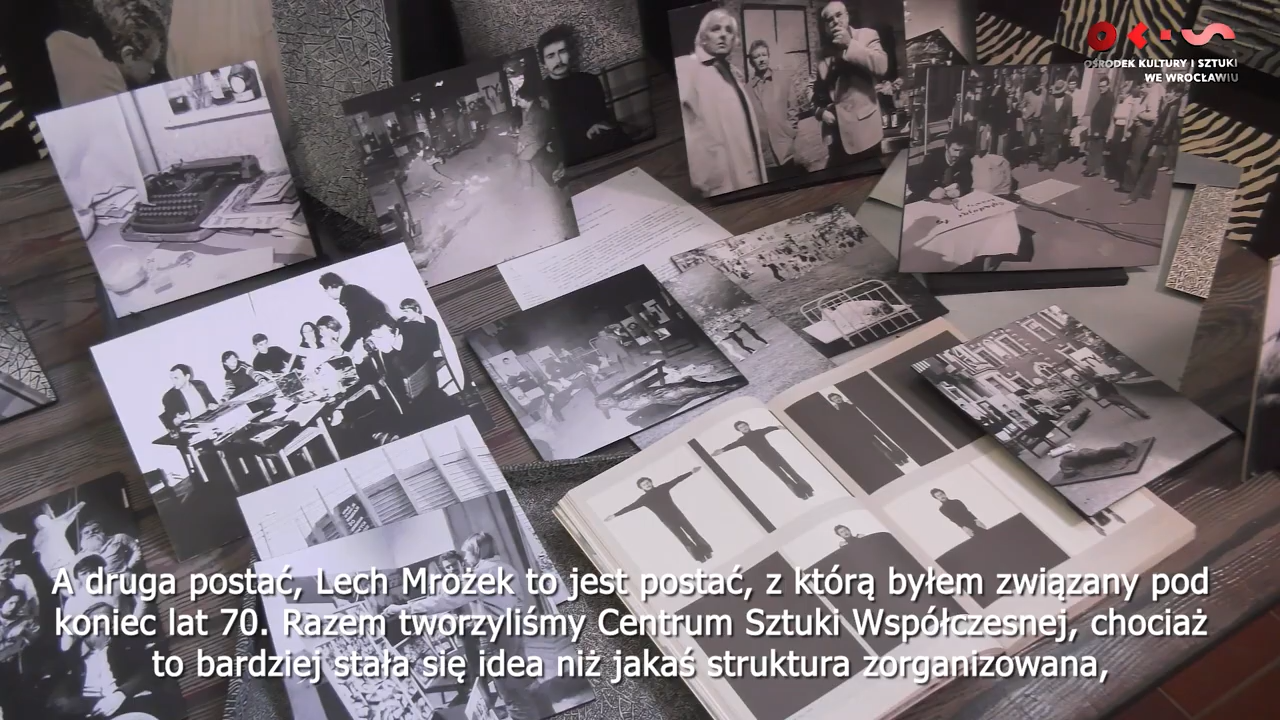 OŚRODEK KULTURY I SZTUKI
WE WROCŁAWIU
A druga postać, Lech Mrożek to jest postać, z którą byłem związany pod
koniec lat 70. Razem tworzyliśmy Centrum Sztuki Współczesnej, chociaż
to bardziej stała się idea niż jakaś struktura zorganizowana,